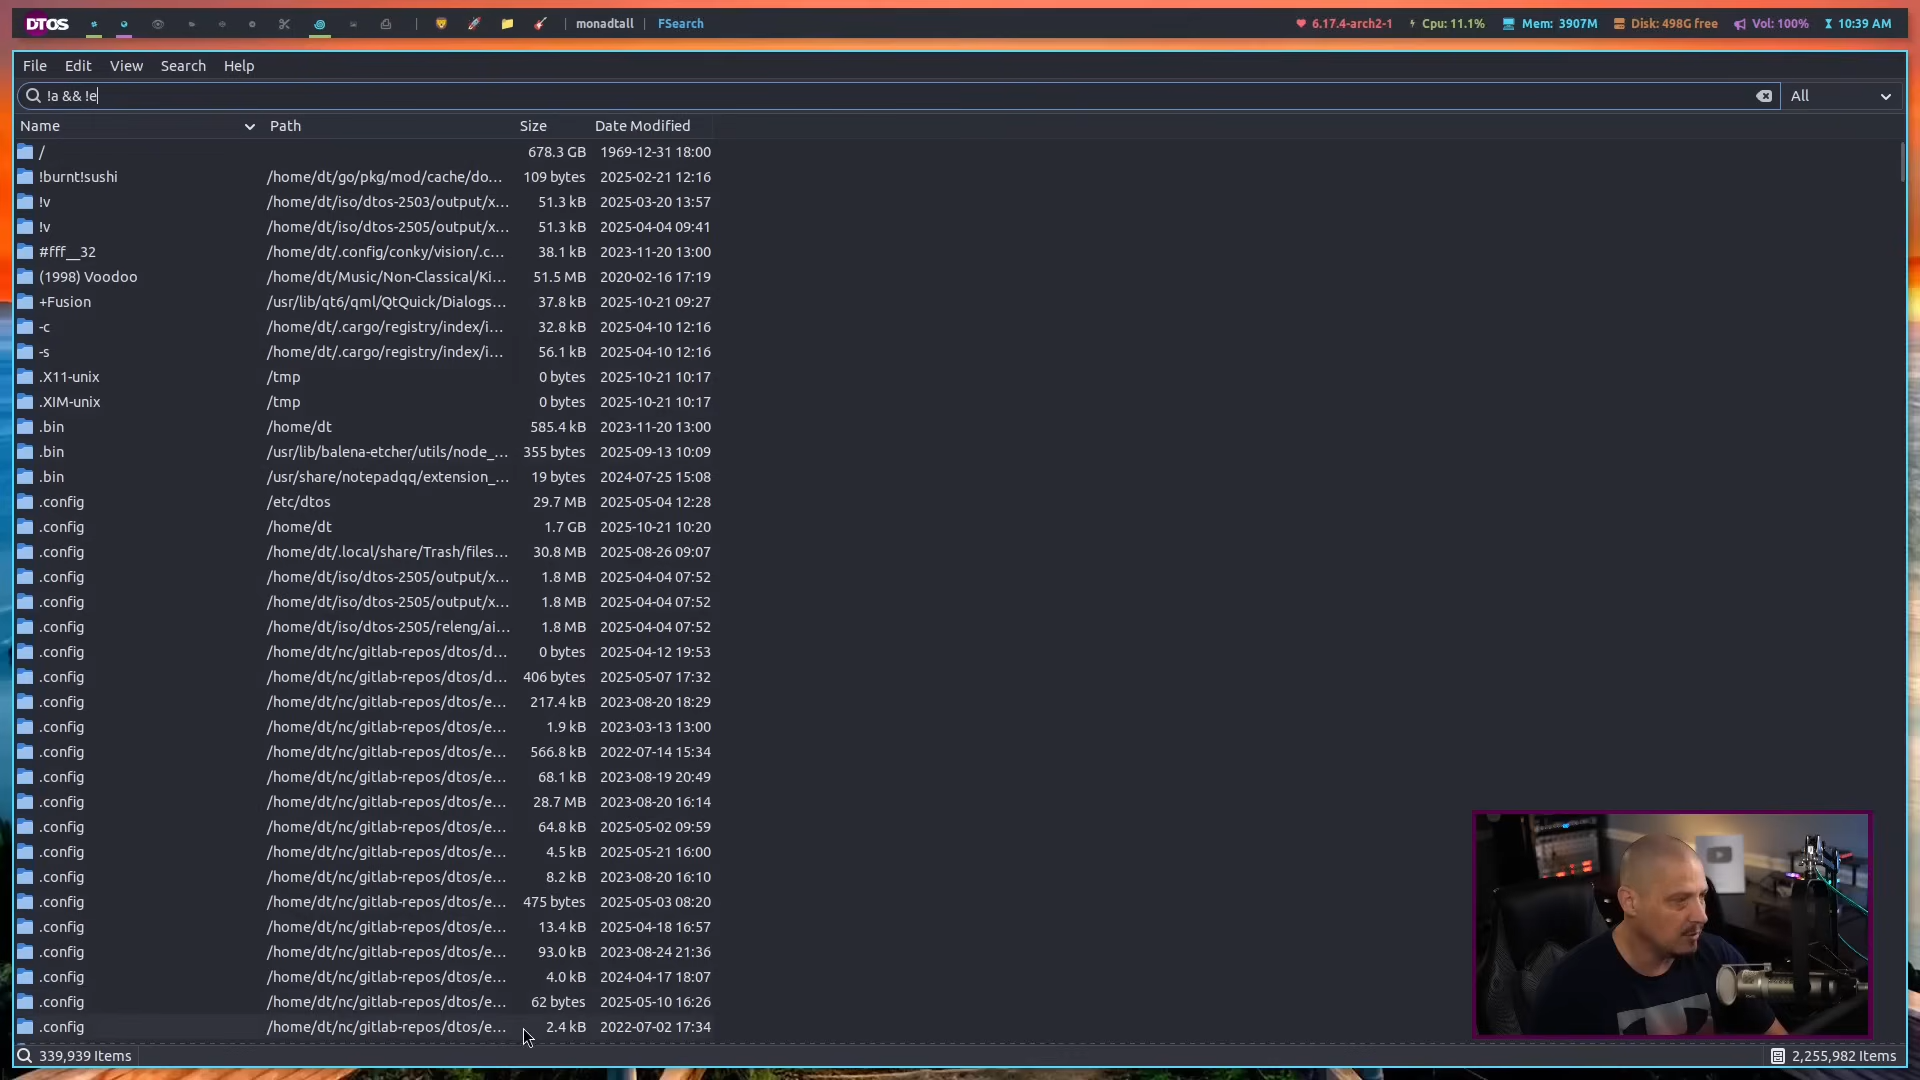 DTOS | monadtall | FSearch 6.17.4-arch2-1 Cpu: 11.1% Mem: 3907M Disk: 498G free Vol: 100% 10:39 AM
File Edit View Search Help
!a && !e All
Name Path Size Date Modified
/ 678.3 GB 1969-12-31 18:00
!burnt!sushi /home/dt/go/pkg/mod/cache/do... 109 bytes 2025-02-21 12:16
!v /home/dt/iso/dtos-2503/output/x... 51.3 kB 2025-03-20 13:57
!v /home/dt/iso/dtos-2505/output/x... 51.3 kB 2025-04-04 09:41
#fff__32 /home/dt/.config/conky/vision/.c... 38.1 kB 2023-11-20 13:00
(1998) Voodoo /home/dt/Music/Non-Classical/Ki... 51.5 MB 2020-02-16 17:19
+Fusion /usr/lib/qt6/qml/QtQuick/Dialogs... 37.8 kB 2025-10-21 09:27
-c /home/dt/.cargo/registry/index/i... 32.8 kB 2025-04-10 12:16
-s /home/dt/.cargo/registry/index/i... 56.1 kB 2025-04-10 12:16
.X11-unix /tmp 0 bytes 2025-10-21 10:17
.XIM-unix /tmp 0 bytes 2025-10-21 10:17
.bin /home/dt 585.4 kB 2023-11-20 13:00
.bin /usr/lib/balena-etcher/utils/node_... 355 bytes 2025-09-13 10:09
.bin /usr/share/notepadqq/extension_... 19 bytes 2024-07-25 15:08
.config /etc/dtos 29.7 MB 2025-05-04 12:28
.config /home/dt 1.7 GB 2025-10-21 10:20
.config /home/dt/.local/share/Trash/files... 30.8 MB 2025-08-26 09:07
.config /home/dt/iso/dtos-2505/output/x... 1.8 MB 2025-04-04 07:52
.config /home/dt/iso/dtos-2505/output/x... 1.8 MB 2025-04-04 07:52
.config /home/dt/iso/dtos-2505/releng/ai... 1.8 MB 2025-04-04 07:52
.config /home/dt/nc/gitlab-repos/dtos/d... 0 bytes 2025-04-12 19:53
.config /home/dt/nc/gitlab-repos/dtos/d... 406 bytes 2025-05-07 17:32
.config /home/dt/nc/gitlab-repos/dtos/e... 217.4 kB 2023-08-20 18:29
.config /home/dt/nc/gitlab-repos/dtos/e... 1.9 kB 2023-03-13 13:00
.config /home/dt/nc/gitlab-repos/dtos/e... 566.8 kB 2022-07-14 15:34
.config /home/dt/nc/gitlab-repos/dtos/e... 68.1 kB 2023-08-19 20:49
.config /home/dt/nc/gitlab-repos/dtos/e... 28.7 MB 2023-08-20 16:14
.config /home/dt/nc/gitlab-repos/dtos/e... 64.8 kB 2025-05-02 09:59
.config /home/dt/nc/gitlab-repos/dtos/e... 4.5 kB 2025-05-21 16:00
.config /home/dt/nc/gitlab-repos/dtos/e... 8.2 kB 2023-08-20 16:10
.config /home/dt/nc/gitlab-repos/dtos/e... 475 bytes 2025-05-03 08:20
.config /home/dt/nc/gitlab-repos/dtos/e... 13.4 kB 2025-04-18 16:57
.config /home/dt/nc/gitlab-repos/dtos/e... 93.0 kB 2023-08-24 21:36
.config /home/dt/nc/gitlab-repos/dtos/e... 4.0 kB 2024-04-17 18:07
.config /home/dt/nc/gitlab-repos/dtos/e... 62 bytes 2025-05-10 16:26
.config /home/dt/nc/gitlab-repos/dtos/e... 2.4 kB 2022-07-02 17:34
339,939 Items 2,255,982 Items